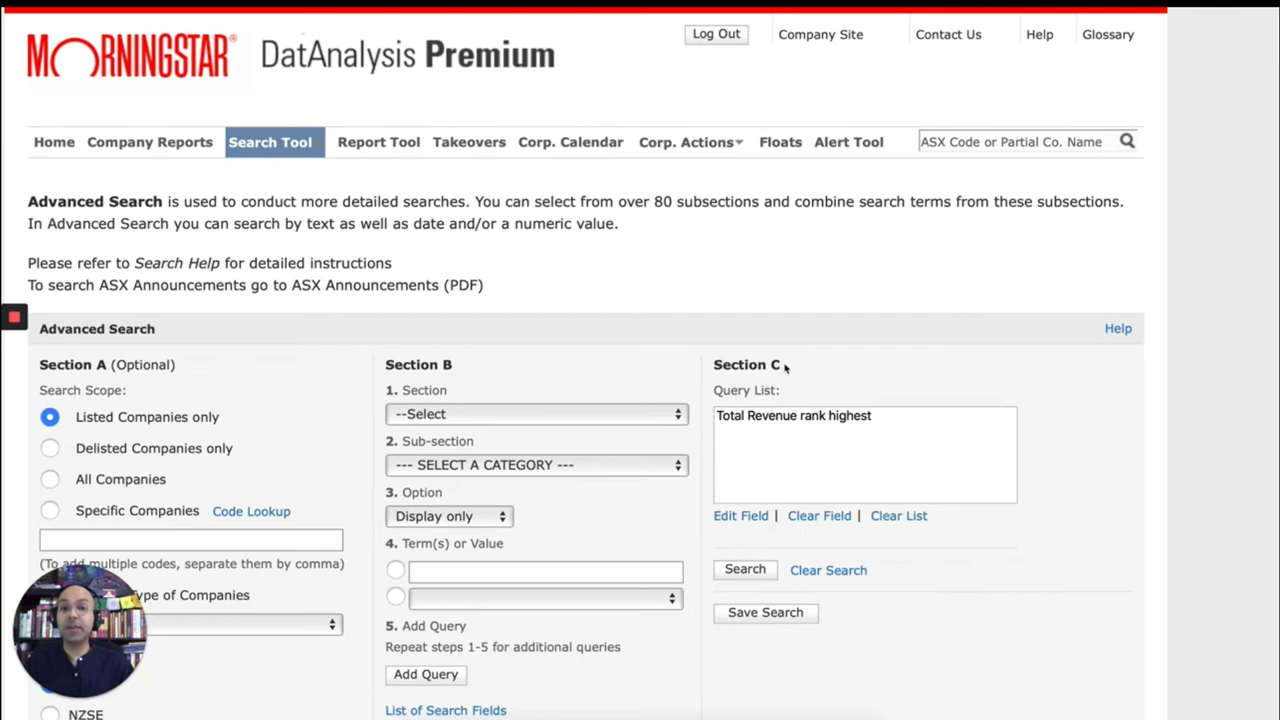 MORNINGSTAR® DatAnalysis Premium
Log Out
Company Site
Contact Us
Help
Glossary
Home
Company Reports
Search Tool
Report Tool
Takeovers
Corp. Calendar
Corp. Actions
Floats
Alert Tool
ASX Code or Partial Co. Name
Advanced Search is used to conduct more detailed searches. You can select from over 80 subsections and combine search terms from these subsections.
In Advanced Search you can search by text as well as date and/or a numeric value.
Please refer to Search Help for detailed instructions
To search ASX Announcements go to ASX Announcements (PDF)
Advanced Search
Help
Section A (Optional)
Search Scope:
Listed Companies only
Delisted Companies only
All Companies
Specific Companies Code Lookup
(To add multiple codes, separate them by comma)
Type of Companies
NZSE
Section B
1. Section
--Select
2. Sub-section
--- SELECT A CATEGORY ---
3. Option
Display only
4. Term(s) or Value
5. Add Query
Repeat steps 1-5 for additional queries
Add Query
List of Search Fields
Section C
Query List:
Total Revenue rank highest
Edit Field | Clear Field | Clear List
Search
Clear Search
Save Search